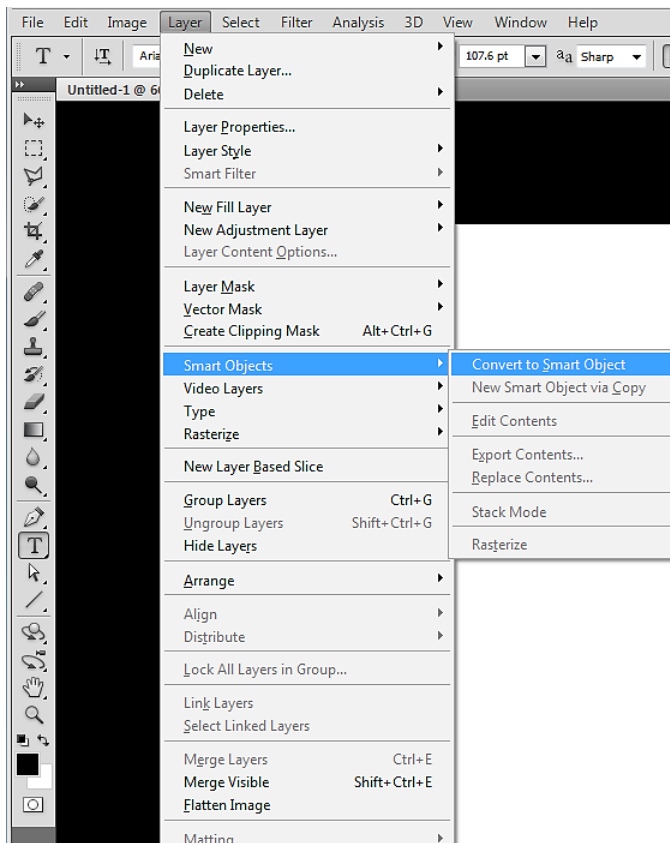 File Edit Image Layer Select Filter Analysis 3D View Window Help
T T Aria 107.6 pt aa Sharp
Untitled-1 @ 6
New
Duplicate Layer...
Delete
Layer Properties...
Layer Style
Smart Filter
New Fill Layer
New Adjustment Layer
Layer Content Options...
Layer Mask
Vector Mask
Create Clipping Mask Alt+Ctrl+G
Smart Objects
Convert to Smart Object
Video Layers
New Smart Object via Copy
Type
Edit Contents
Rasterize
Export Contents...
New Layer Based Slice
Replace Contents...
Group Layers Ctrl+G
Stack Mode
Ungroup Layers Shift+Ctrl+G
Hide Layers
Rasterize
T
Arrange
Align
Distribute
Lock All Layers in Group...
Link Layers
Select Linked Layers
Merge Layers Ctrl+E
Merge Visible Shift+Ctrl+E
Flatten Image
Matting